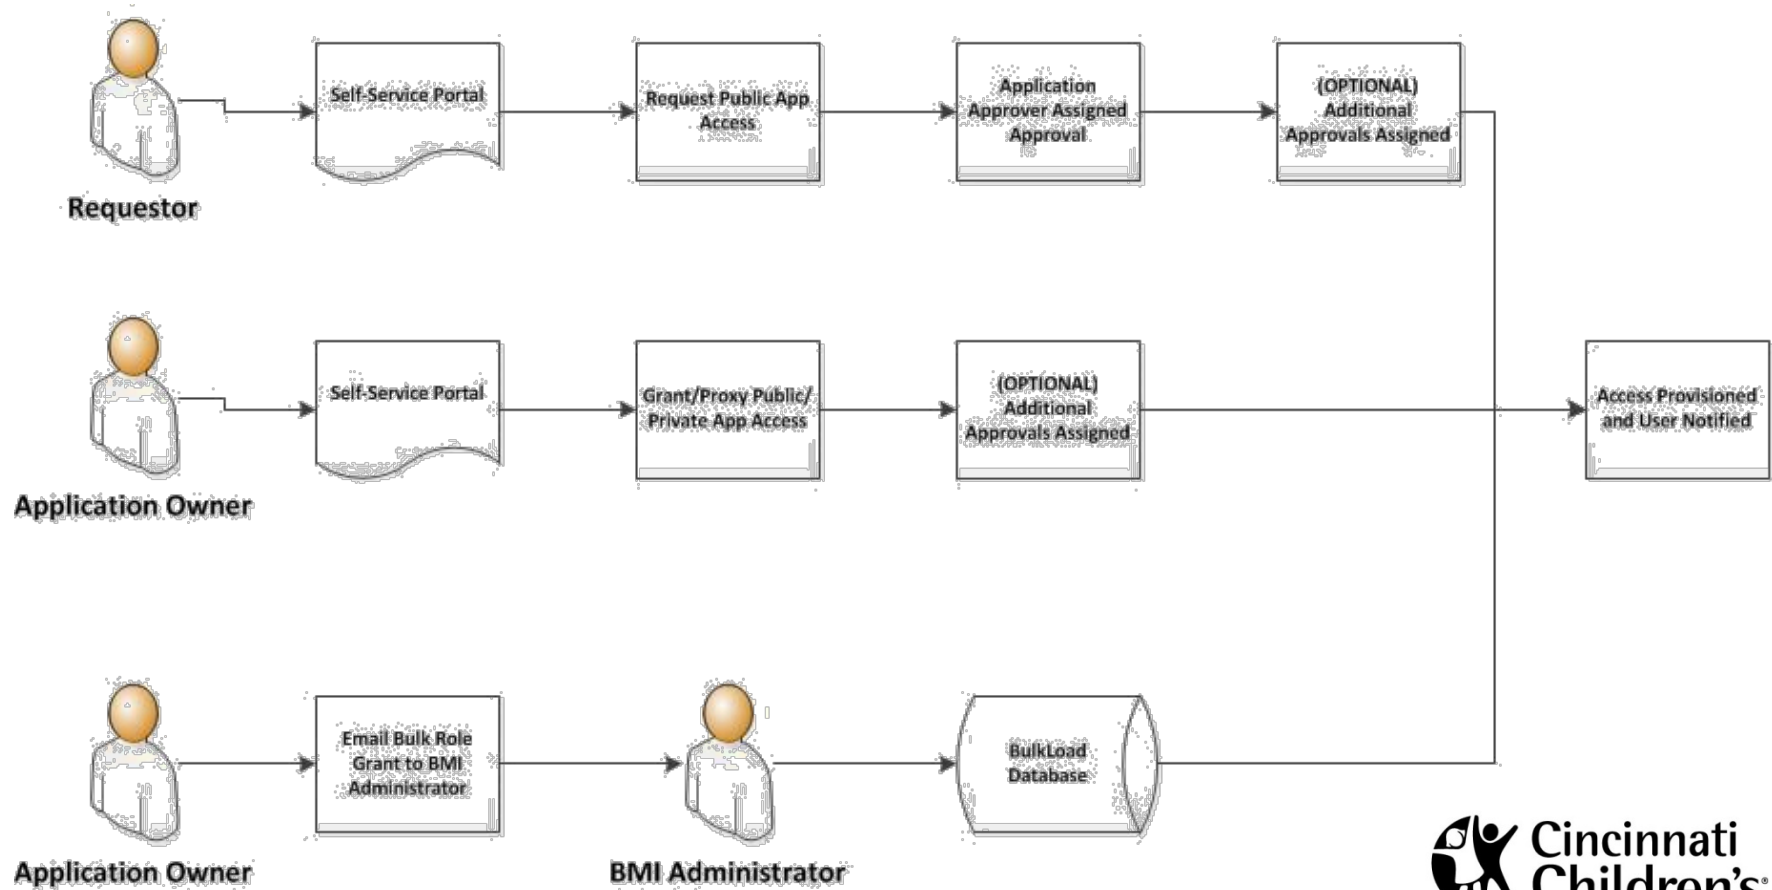 Self-Service Portal
Request Public App
Access
Application
Approver Assigned
Approval
(OPTIONAL)
Additional
Approvals Assigned
Requestor
Self-Service Portal
Grant/Proxy Public/
Private App Access
(OPTIONAL)
Additional
Approvals Assigned
Access Provisioned
and User Notified
Application Owner
Email Bulk Role
Grant to BMI
Administrator
BulkLoad
Database
Application Owner
BMI Administrator
Cincinnati
Children's®